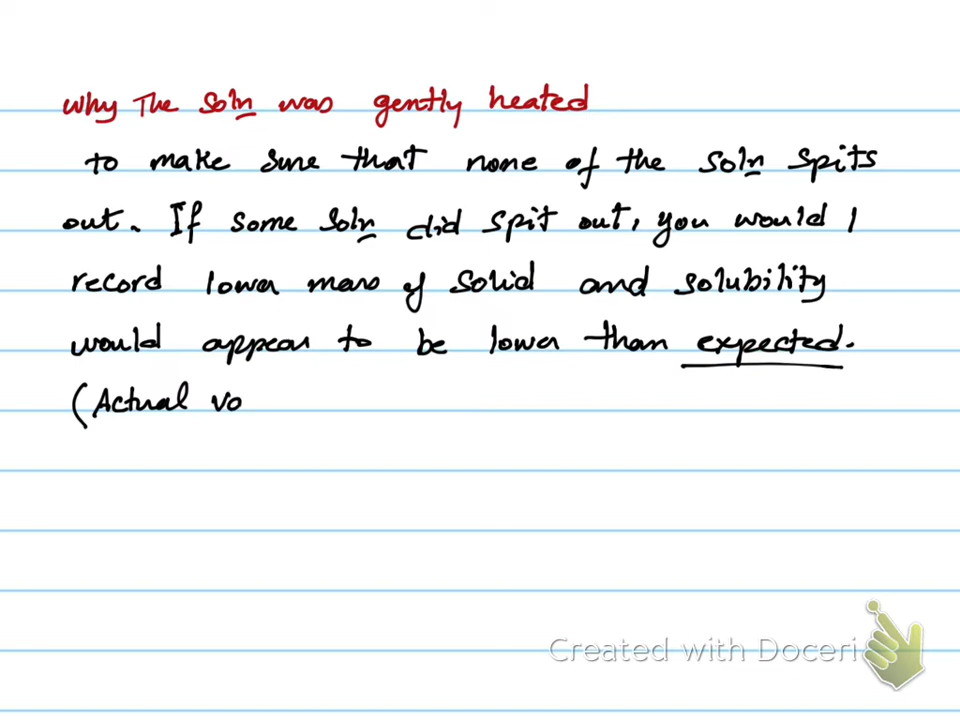 Why The Soln was gently heated
to make sure that none of the soln spits
out. If some soln did spit out, you would
record lower mass of solid and solubility
would appear to be lower than expected.
(Actual vo
Created with Doceri